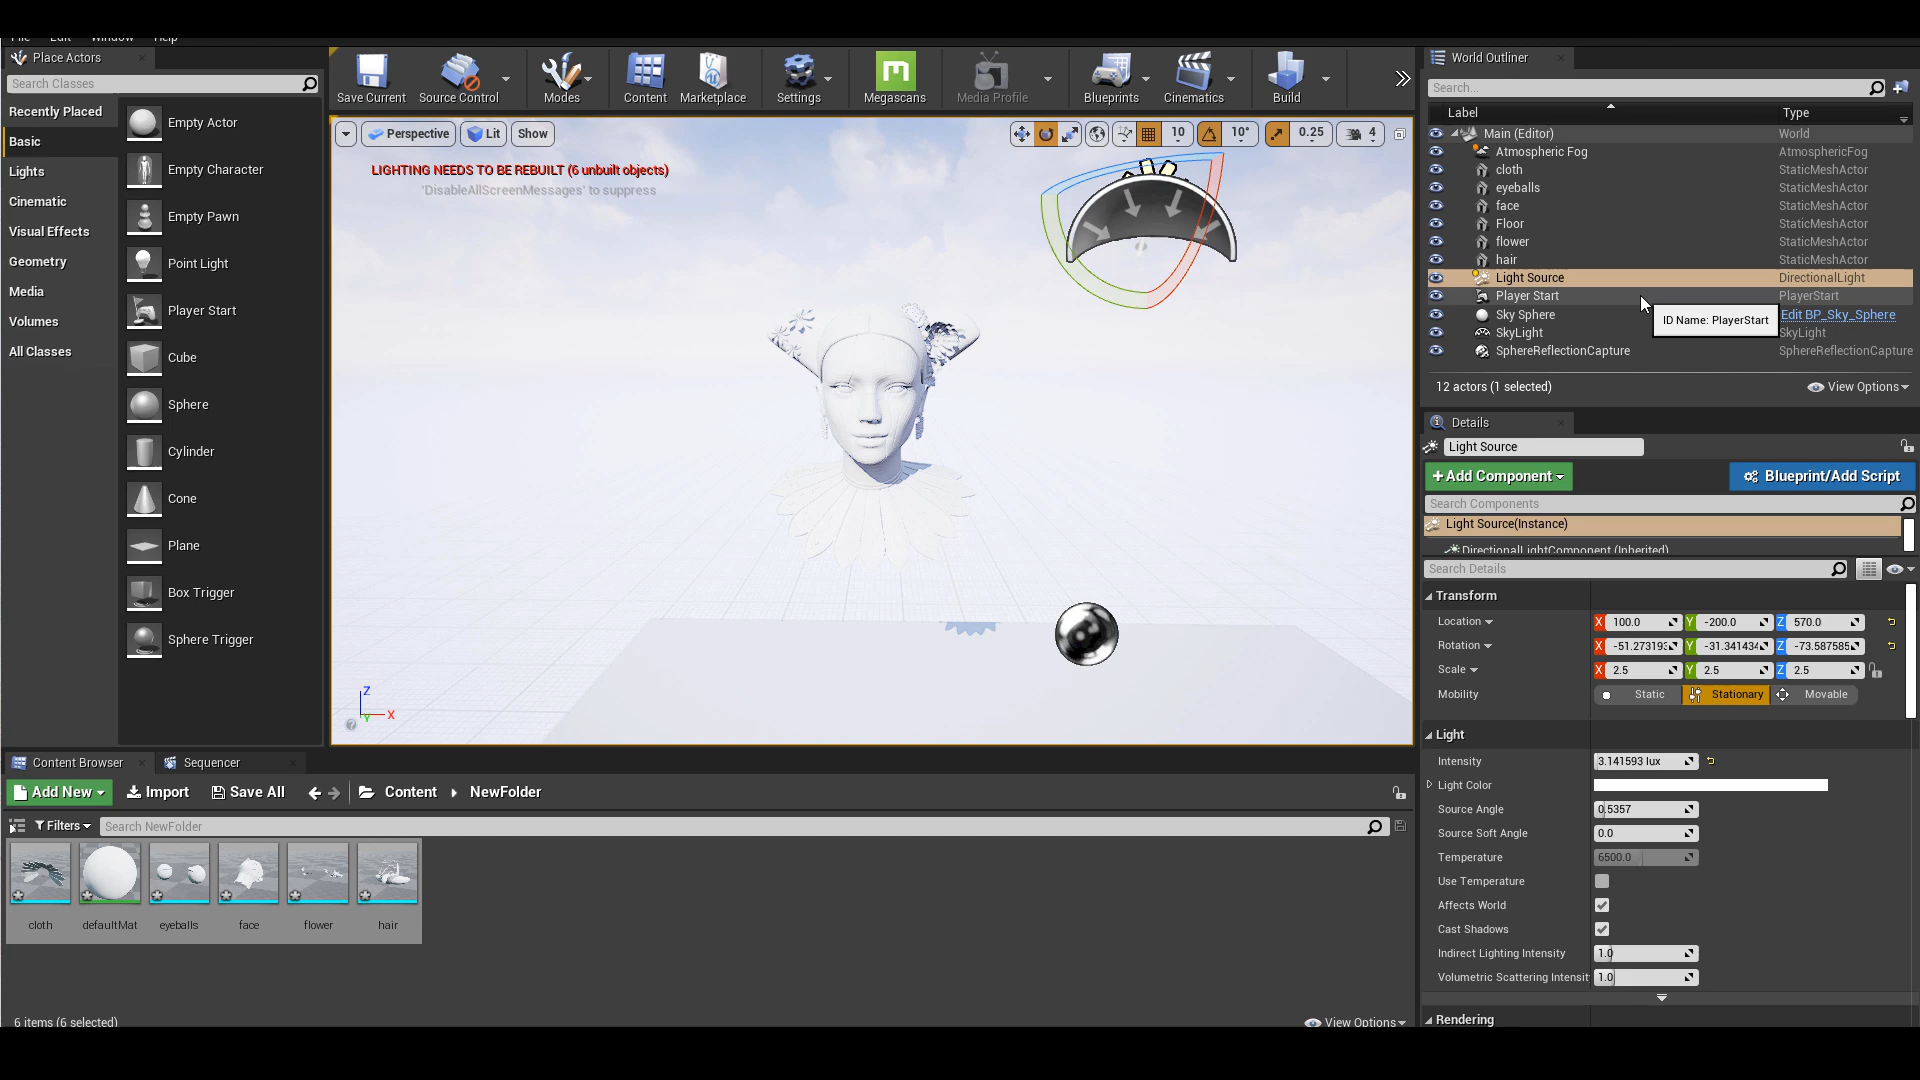 File Edit Window Help
Place Actors
Search Classes
Recently Placed
Basic
Lights
Cinematic
Visual Effects
Geometry
Media
Volumes
All Classes
Empty Actor
Empty Character
Empty Pawn
Point Light
Player Start
Cube
Sphere
Cylinder
Cone
Plane
Box Trigger
Sphere Trigger
Save Current
Source Control
Modes
Content
Marketplace
Settings
Megascans
Media Profile
Blueprints
Cinematics
Build
Perspective
Lit
Show
10
10°
0.25
4
LIGHTING NEEDS TO BE REBUILT (6 unbuilt objects)
'DisableAllScreenMessages' to suppress
Z
X
Y
World Outliner
Search...
Label Type
Main (Editor) World
Atmospheric Fog AtmosphericFog
cloth StaticMeshActor
eyeballs StaticMeshActor
face StaticMeshActor
Floor StaticMeshActor
flower StaticMeshActor
hair StaticMeshActor
Light Source DirectionalLight
Player Start PlayerStart
ID Name: PlayerStart
Sky Sphere Edit BP_Sky_Sphere
SkyLight SkyLight
SphereReflectionCapture SphereReflectionCapture
12 actors (1 selected)
View Options
Details
Light Source
+Add Component
Blueprint/Add Script
Search Components
Light Source(Instance)
DirectionalLightComponent (Inherited)
Search Details
Transform
Location X 100.0 Y -200.0 Z 570.0
Rotation X -51.273193 Y -31.341434 Z -73.587585
Scale X 2.5 Y 2.5 Z 2.5
Mobility Static Stationary Movable
Light
Intensity 3.141593 lux
Light Color
Source Angle 0.5357
Source Soft Angle 0.0
Temperature 6500.0
Use Temperature
Affects World
Cast Shadows
Indirect Lighting Intensity 1.0
Volumetric Scattering Intensit 1.0
Rendering
Content Browser
Sequencer
Add New
Import
Save All
Content
NewFolder
Filters
Search NewFolder
cloth
defaultMat
eyeballs
face
flower
hair
6 items (6 selected)
View Options